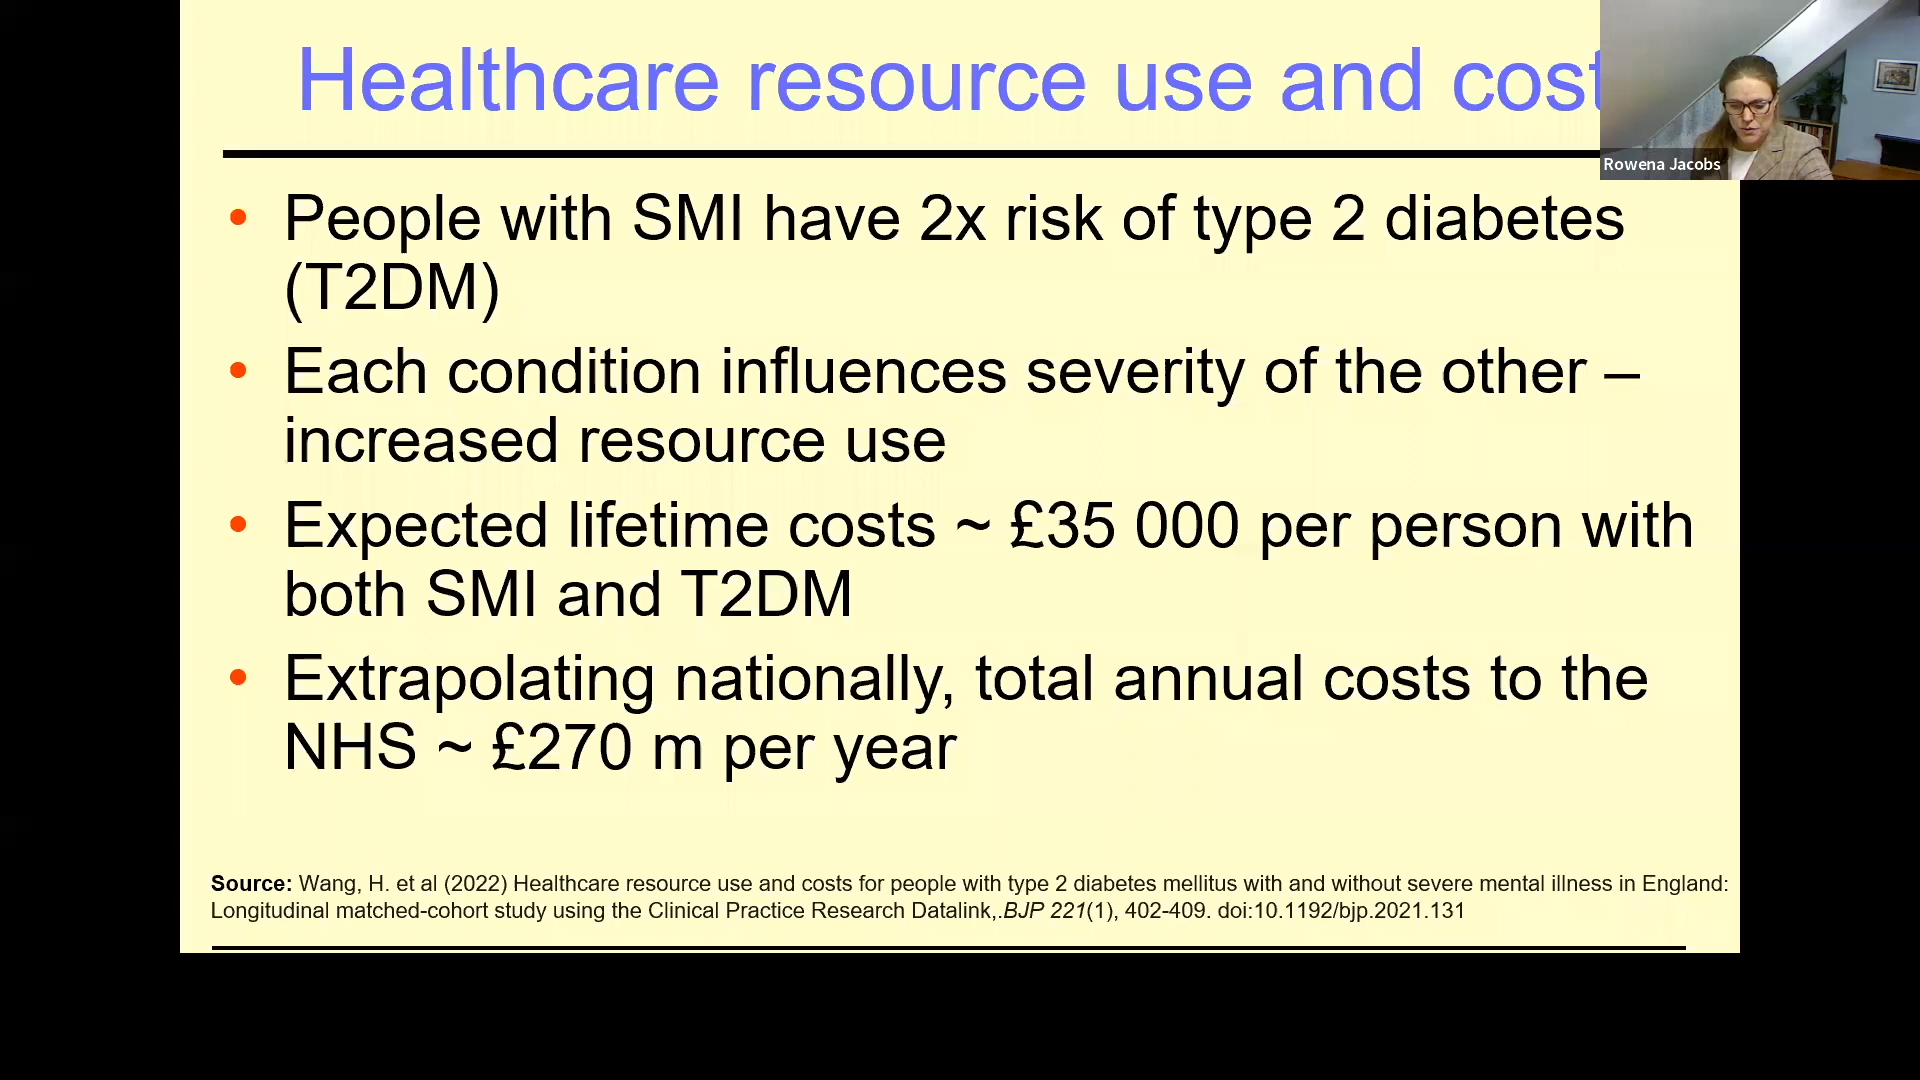 Healthcare resource use and cost
Rowena Jacobs
• People with SMI have 2x risk of type 2 diabetes
(T2DM)
• Each condition influences severity of the other –
increased resource use
• Expected lifetime costs ~ £35 000 per person with
both SMI and T2DM
• Extrapolating nationally, total annual costs to the
NHS ~ £270 m per year
Source: Wang, H. et al (2022) Healthcare resource use and costs for people with type 2 diabetes mellitus with and without severe mental illness in England:
Longitudinal matched-cohort study using the Clinical Practice Research Datalink,.BJP 221(1), 402-409. doi:10.1192/bjp.2021.131